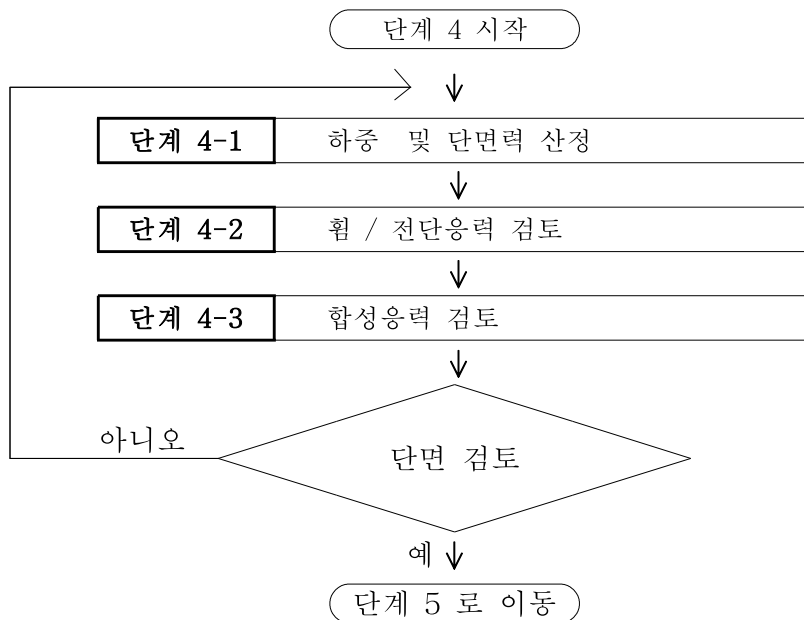 단계 4 시작
단계 4-1 하중 및 단면력 산정
단계 4-2 휨 / 전단응력 검토
단계 4-3 합성응력 검토
아니오
단면 검토
예
단계 5 로 이동